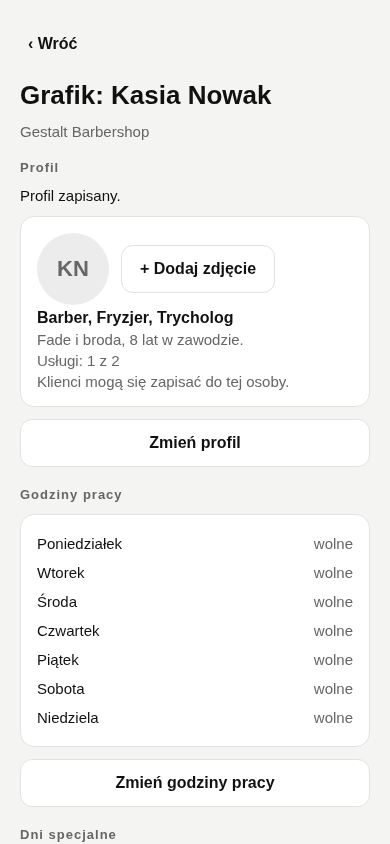 ‹ Wróć
Grafik: Kasia Nowak
Gestalt Barbershop
Profil
Profil zapisany.
KN
+ Dodaj zdjęcie
Barber, Fryzjer, Trycholog
Fade i broda, 8 lat w zawodzie.
Usługi: 1 z 2
Klienci mogą się zapisać do tej osoby.
Zmień profil
Godziny pracy
Poniedziałek wolne
Wtorek wolne
Środa wolne
Czwartek wolne
Piątek wolne
Sobota wolne
Niedziela wolne
Zmień godziny pracy
Dni specjalne